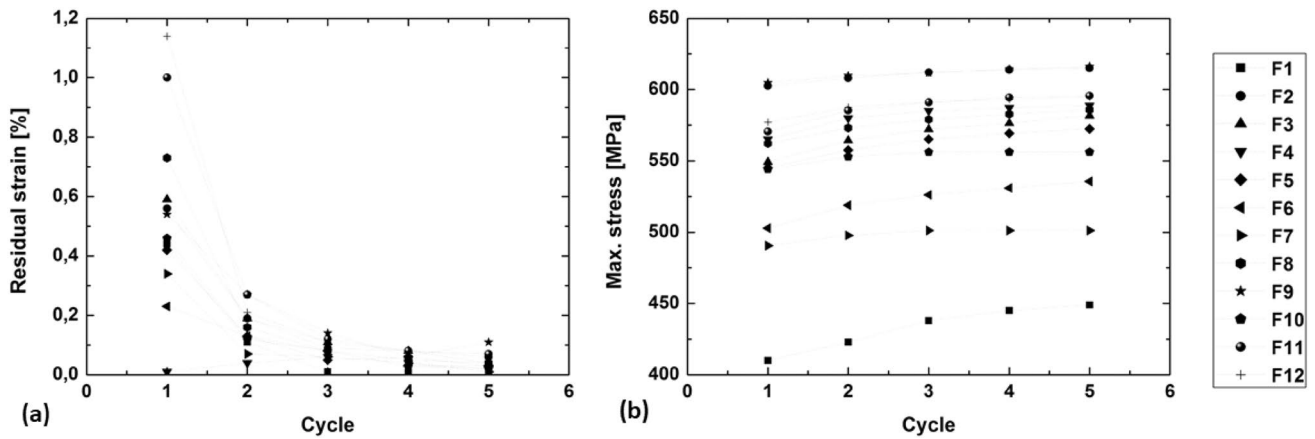 Residual strain [%]
1,2
1,0
0,8
0,6
0,4
0,2
0,0
0 1 2 3 4 5 6
Cycle
(a)
Max. stress [MPa]
650
600
550
500
450
400
0 1 2 3 4 5 6
Cycle
(b)
F1
F2
F3
F4
F5
F6
F7
F8
F9
F10
F11
F12